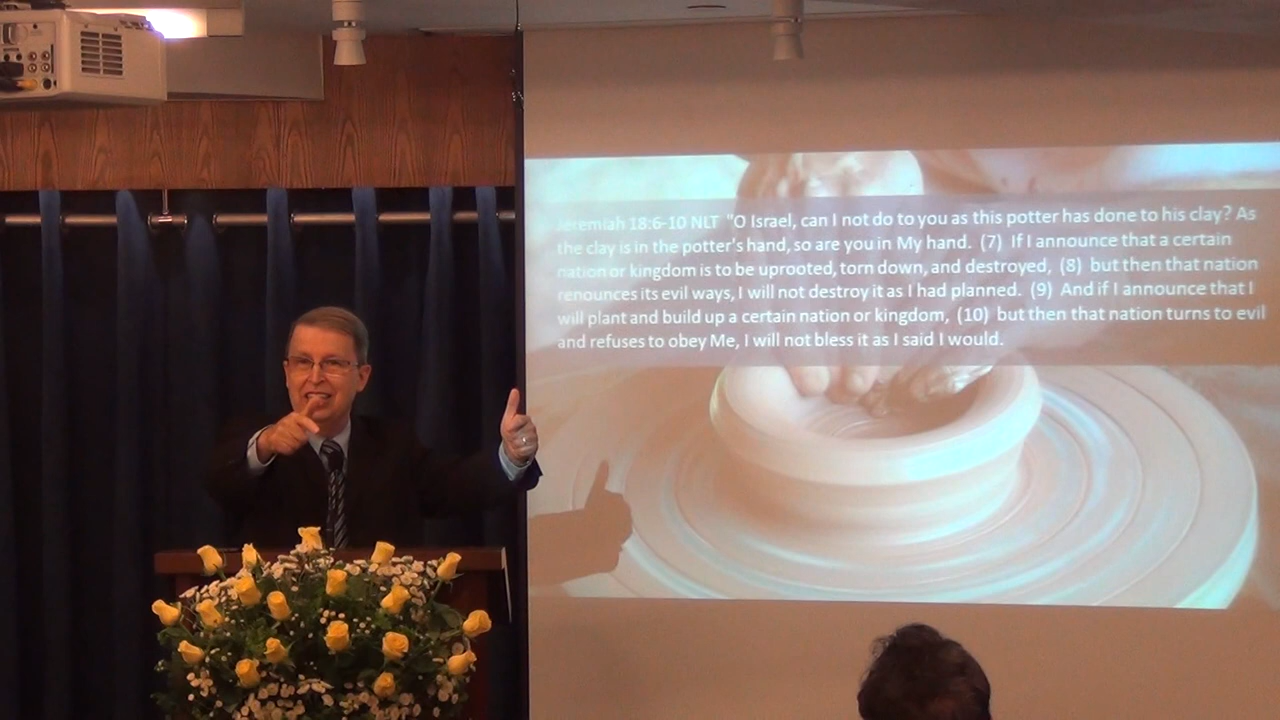 Jeremiah 18:6-10 NLT "O Israel, can I not do to you as this potter has done to his clay? As
the clay is in the potter's hand, so are you in My hand. (7) If I announce that a certain
nation or kingdom is to be uprooted, torn down, and destroyed, (8) but then that nation
renounces its evil ways, I will not destroy it as I had planned. (9) And if I announce that I
will plant and build up a certain nation or kingdom, (10) but then that nation turns to evil
and refuses to obey Me, I will not bless it as I said I would.